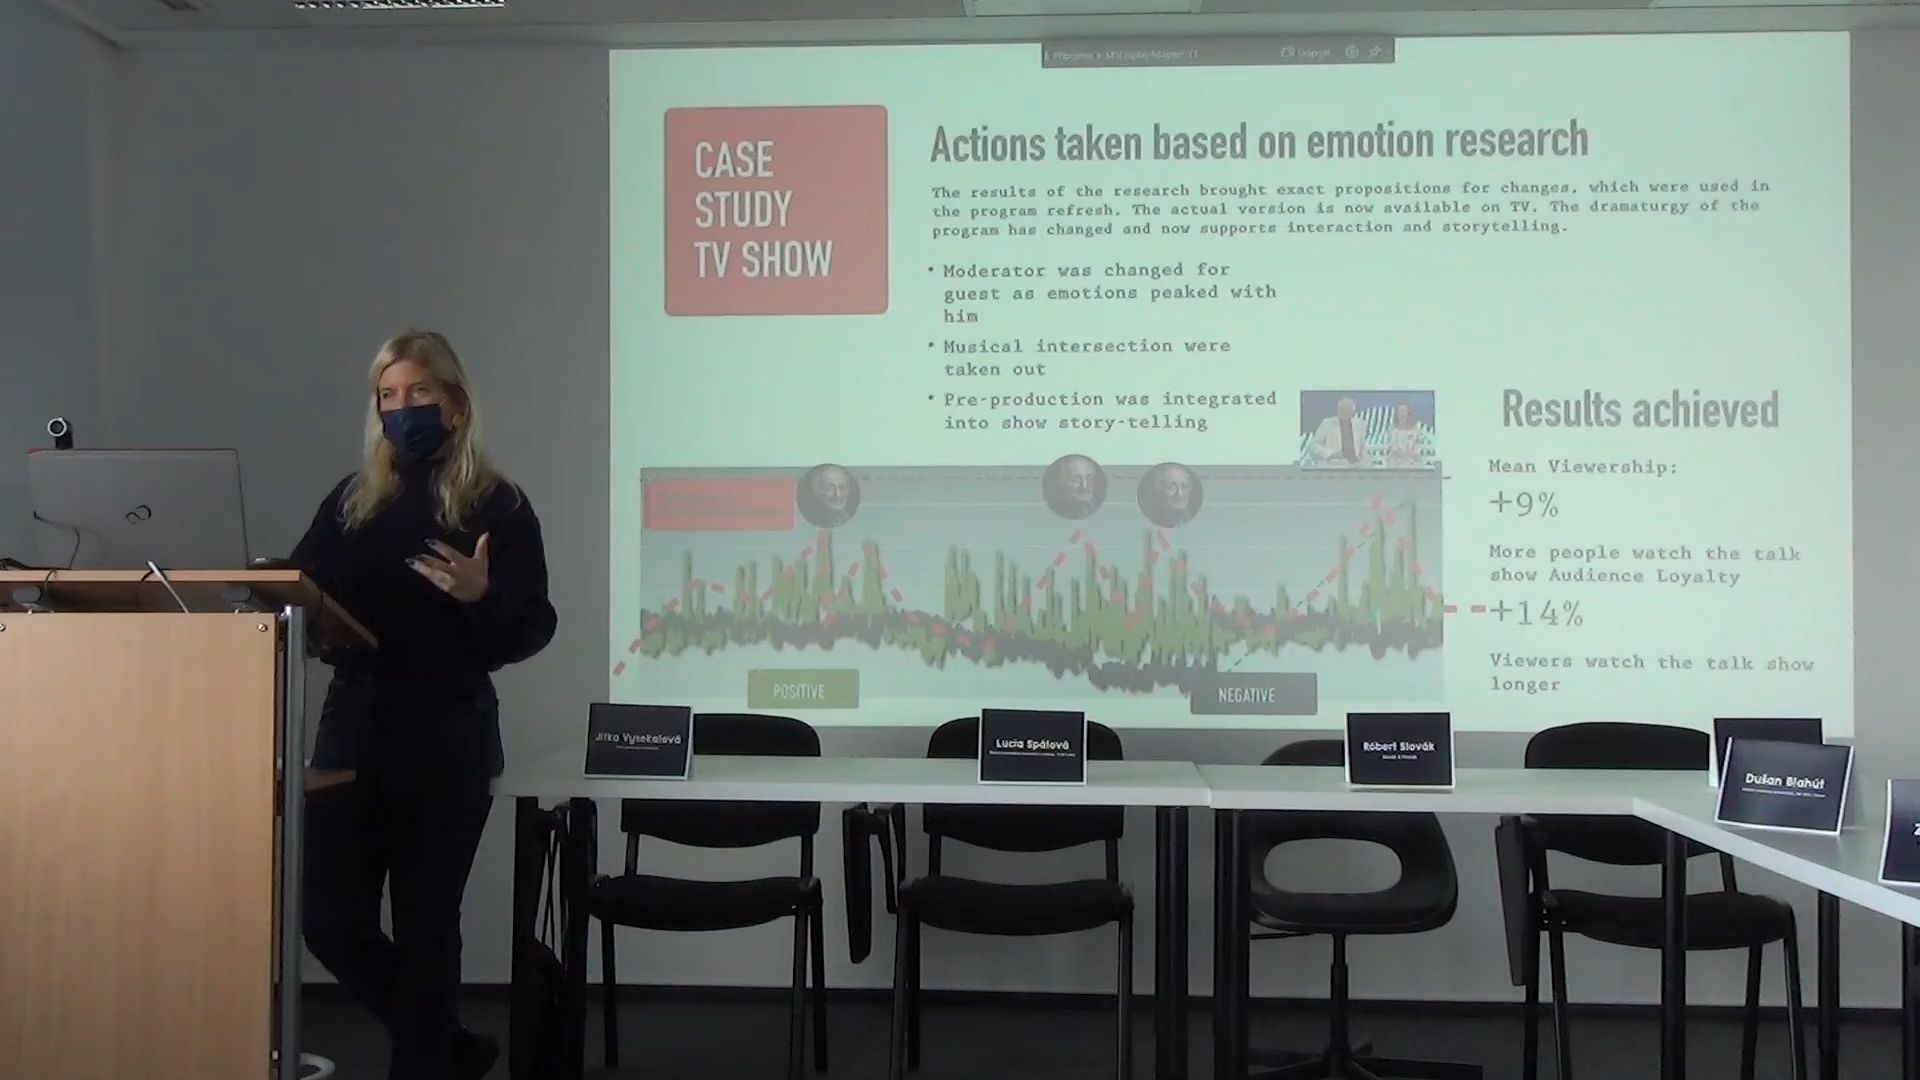 CASE
STUDY
TV SHOW
Actions taken based on emotion research
The results of the research brought exact propositions for changes, which were used in
the program refresh. The actual version is now available on TV. The dramaturgy of the
program has changed and now supports interaction and storytelling.
• Moderator was changed for
guest as emotions peaked with
him
• Musical intersection were
taken out
• Pre-production was integrated
into show story-telling
Results achieved
Mean Viewership:
+9%
More people watch the talk
show Audience Loyalty
+14%
Viewers watch the talk show
longer
POSITIVE
NEGATIVE
Jitka Vysekalová
Lucia Spálová
Róbert Slovák
Dušan Blahút